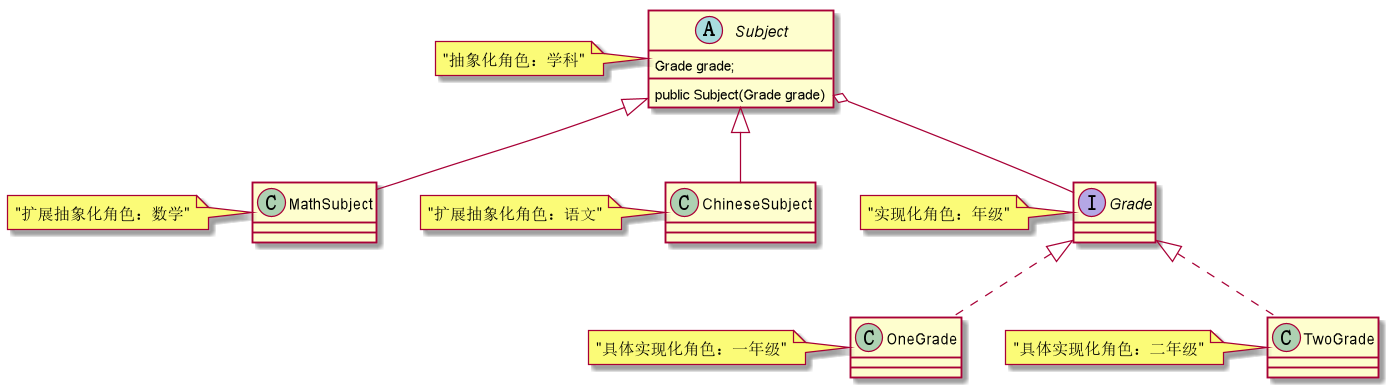 A Subject
"抽象化角色：学科"
Grade grade;
public Subject(Grade grade)
"扩展抽象化角色：数学"
C MathSubject
"扩展抽象化角色：语文"
C ChineseSubject
"实现化角色：年级"
I Grade
"具体实现化角色：一年级"
C OneGrade
"具体实现化角色：二年级"
C TwoGrade